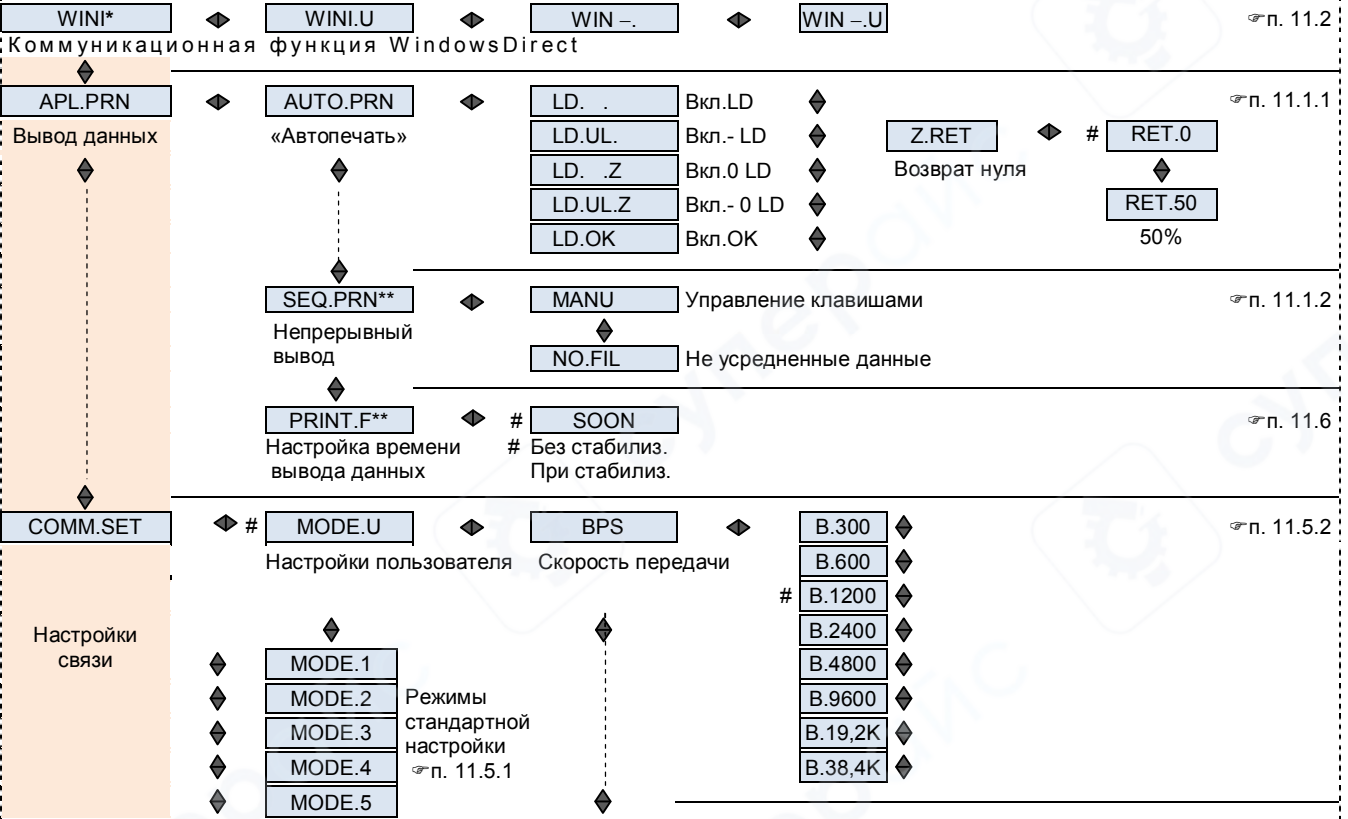 WINI* WINI.U WIN –. WIN –.U ☞п. 11.2
Коммуникационная функция WindowsDirect
APL.PRN AUTO.PRN LD. . Вкл.LD ☞п. 11.1.1
Вывод данных «Автопечать» LD.UL. Вкл.- LD Z.RET # RET.0
LD. .Z Вкл.0 LD Возврат нуля
LD.UL.Z Вкл.- 0 LD RET.50
LD.OK Вкл.OK 50%
SEQ.PRN** MANU Управление клавишами ☞п. 11.1.2
Непрерывный
вывод NO.FIL Не усредненные данные
PRINT.F** # SOON ☞п. 11.6
Настройка времени # Без стабилиз.
вывода данных При стабилиз.
COMM.SET # MODE.U BPS B.300 ☞п. 11.5.2
Настройки пользователя Скорость передачи B.600
# B.1200
Настройки B.2400
связи MODE.1 B.4800
MODE.2 Режимы B.9600
MODE.3 стандартной B.19,2K
настройки
MODE.4 ☞п. 11.5.1 B.38,4K
MODE.5
супер
суп
айс
райс